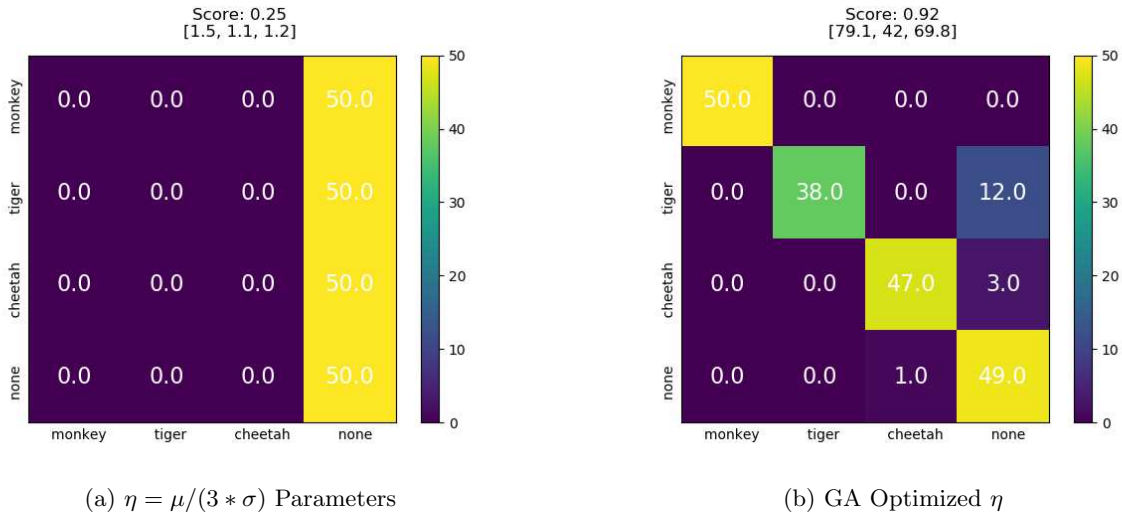 Score: 0.25
[1.5, 1.1, 1.2]
monkey 0.0 0.0 0.0 50.0
tiger 0.0 0.0 0.0 50.0
cheetah 0.0 0.0 0.0 50.0
none 0.0 0.0 0.0 50.0
monkey tiger cheetah none
50
40
30
20
10
0
(a) η = μ/(3 ∗ σ) Parameters
Score: 0.92
[79.1, 42, 69.8]
monkey 50.0 0.0 0.0 0.0
tiger 0.0 38.0 0.0 12.0
cheetah 0.0 0.0 47.0 3.0
none 0.0 0.0 1.0 49.0
monkey tiger cheetah none
50
40
30
20
10
0
(b) GA Optimized η